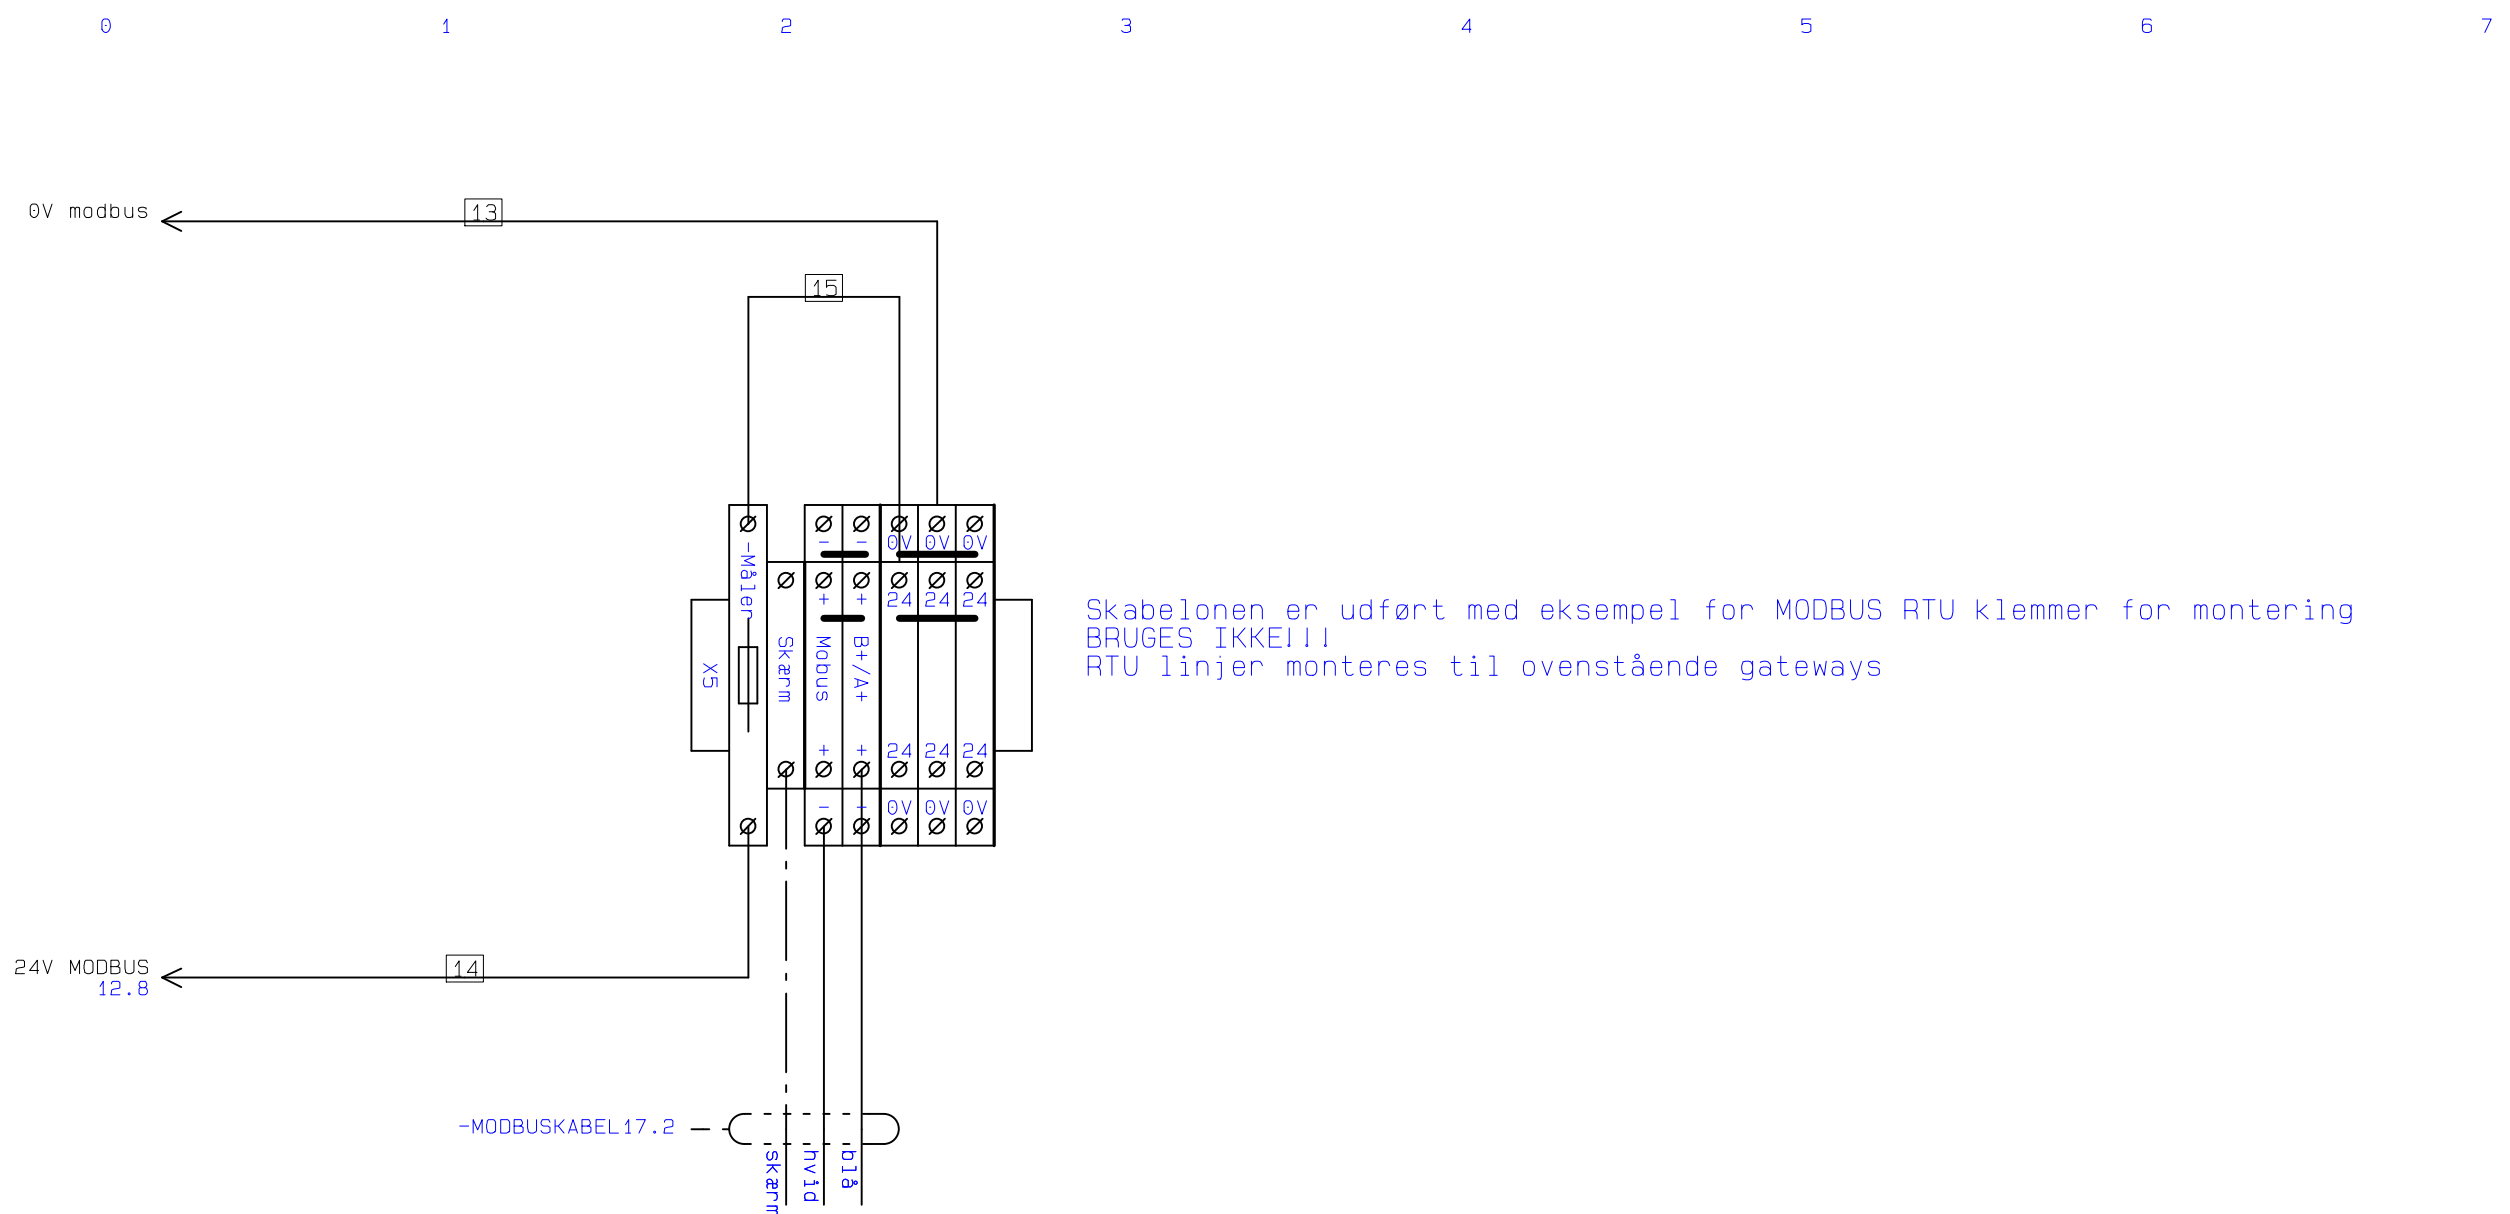 0 1 2 3 4 5 6 7
0V modbus
13
15
- - 0V 0V 0V
-Måler
+ + 24 24 24
X5
Skærm
Modbus
B+/A+
Skabelonen er udført med eksempel for MODBUS RTU klemmer for montering
BRUGES IKKE!!!
RTU linjer monteres til ovenstående gateways
+ + 24 24 24
- + 0V 0V 0V
24V MODBUS
12.8
14
-MODBUSKABEL17.2
skærm
hvid
blå